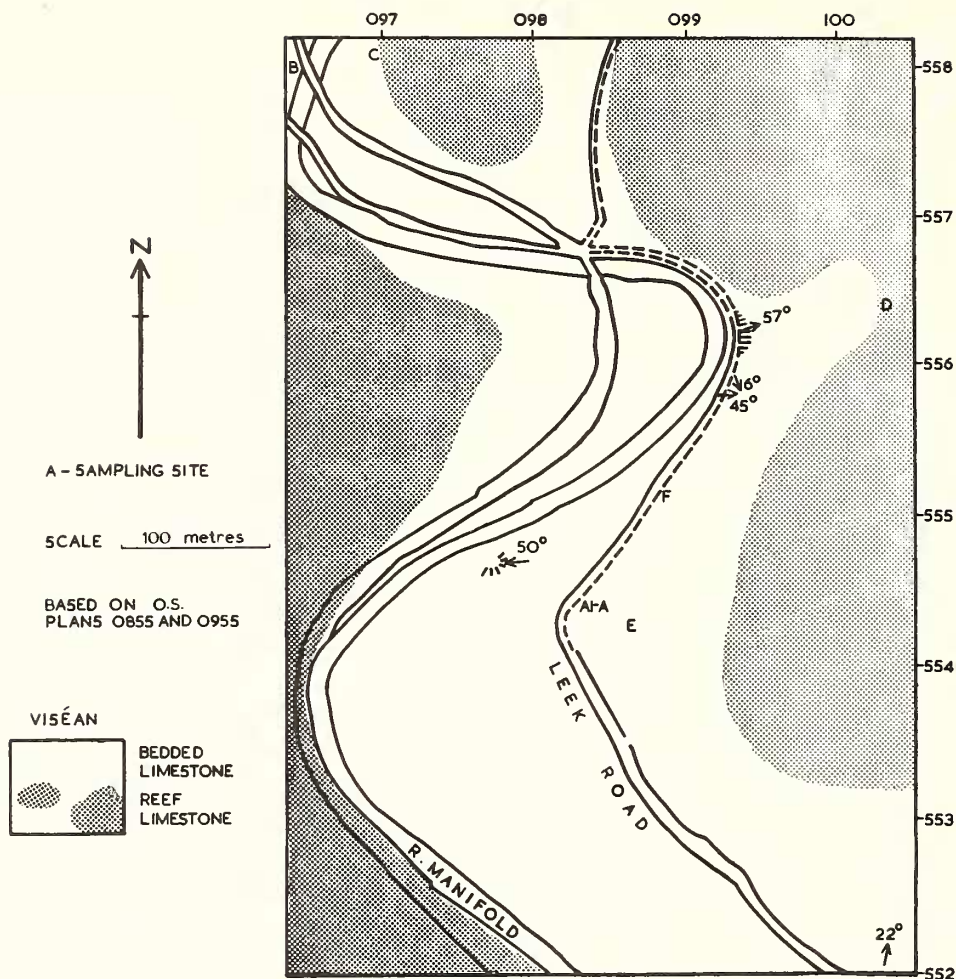 097 098 099 100
B
C
558
557
N
D
57°
556
16°
45°
A – SAMPLING SITE
F
555
SCALE 100 metres
50°
BASED ON O.S.
PLANS 0855 AND 0955
A1-A
E
554
LEEK ROAD
VISÉAN
BEDDED
LIMESTONE
REEF
LIMESTONE
553
R. MANIFOLD
22°
552